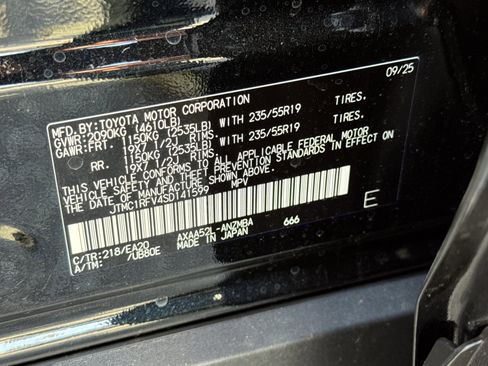 MFD.BY:TOYOTA MOTOR CORPORATION 09/25
GVWR:2090KG (4610LB)
GAWR:FRT. 1150KG (2535LB) WITH 235/55R19 TIRES,
19X7 1/2J RIMS.
RR. 1150KG (2535LB) WITH 235/55R19 TIRES,
19X7 1/2J RIMS.
THIS VEHICLE CONFORMS TO ALL APPLICABLE FEDERAL MOTOR
VEHICLE SAFETY AND THEFT PREVENTION STANDARDS IN EFFECT
ON THE DATE OF MANUFACTURE SHOWN ABOVE.
JTMC1RFV4SD141599 MPV
E
C/TR:218/EA20 AXAA52L-ANZMBA 666
A/TM: /UB80E MADE IN JAPAN